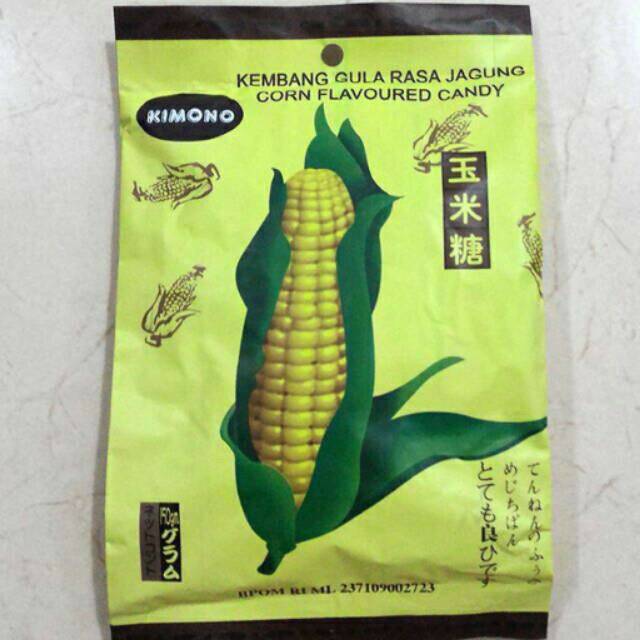 KEMBANG GULA RASA JAGUNG
CORN FLAVOURED CANDY
KIMONO
玉米糖
てんねんのふうみ
めじちばん
とても良ひです
150gm グラム
BPOM RI ML 237109002723